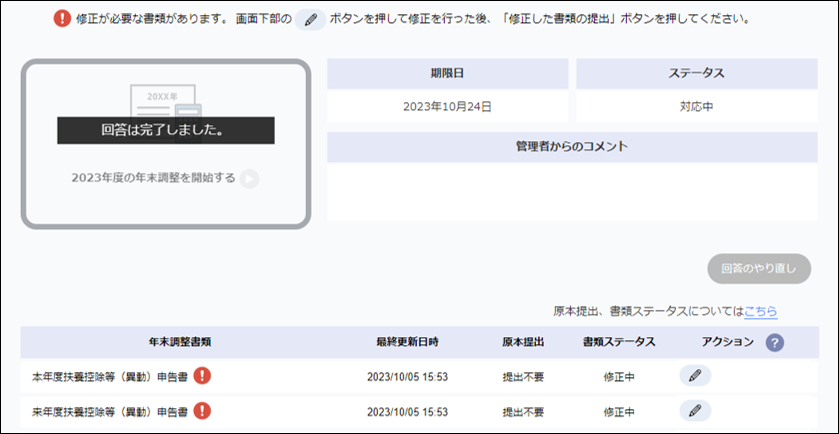 修正が必要な書類があります。 画面下部の ボタンを押して修正を行った後、「修正した書類の提出」ボタンを押してください。
20XX年
回答は完了しました。
2023年度の年末調整を開始する
期限日 ステータス
2023年10月24日 対応中
管理者からのコメント
回答のやり直し
原本提出、書類ステータスについてはこちら
年末調整書類 最終更新日時 原本提出 書類ステータス アクション ?
本年度扶養控除等（異動）申告書 ! 2023/10/05 15:53 提出不要 修正中
来年度扶養控除等（異動）申告書 ! 2023/10/05 15:53 提出不要 修正中